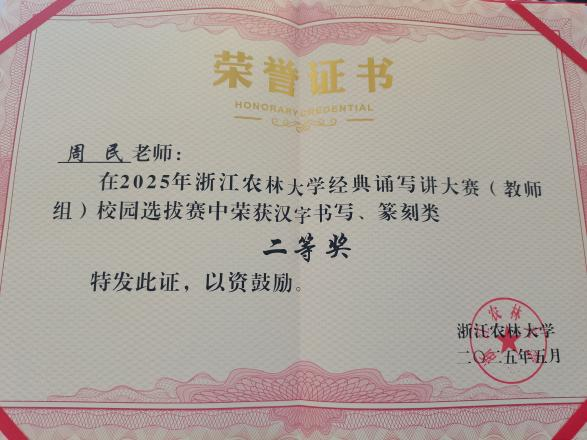 荣誉证书
HONORARY CREDENTIAL
周民老师：
在2025年浙江农林大学经典诵写讲大赛（教师
组）校园选拔赛中荣获汉字书写、篆刻类
二等奖
特发此证，以资鼓励。
浙江农林大学
二〇二五年五月